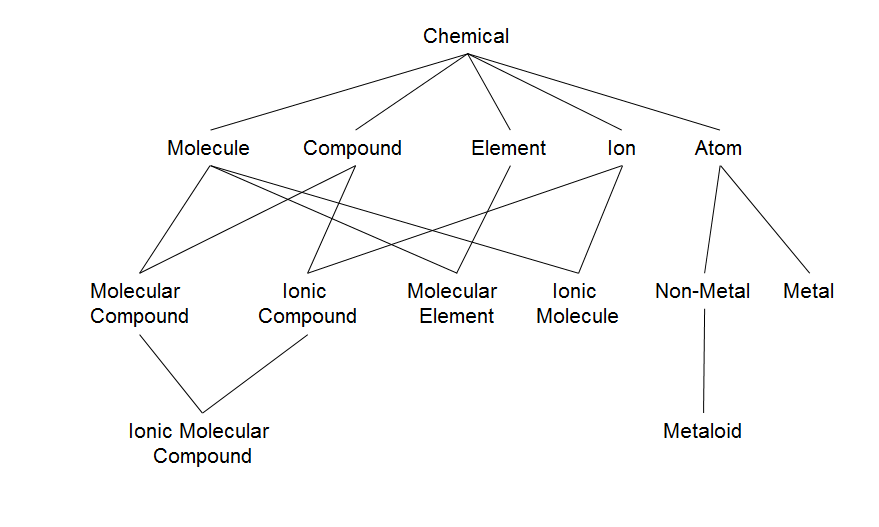 Chemical
Molecule
Compound
Element
Ion
Atom
Molecular
Compound
Ionic
Compound
Molecular
Element
Ionic
Molecule
Non-Metal
Metal
Ionic Molecular
Compound
Metaloid